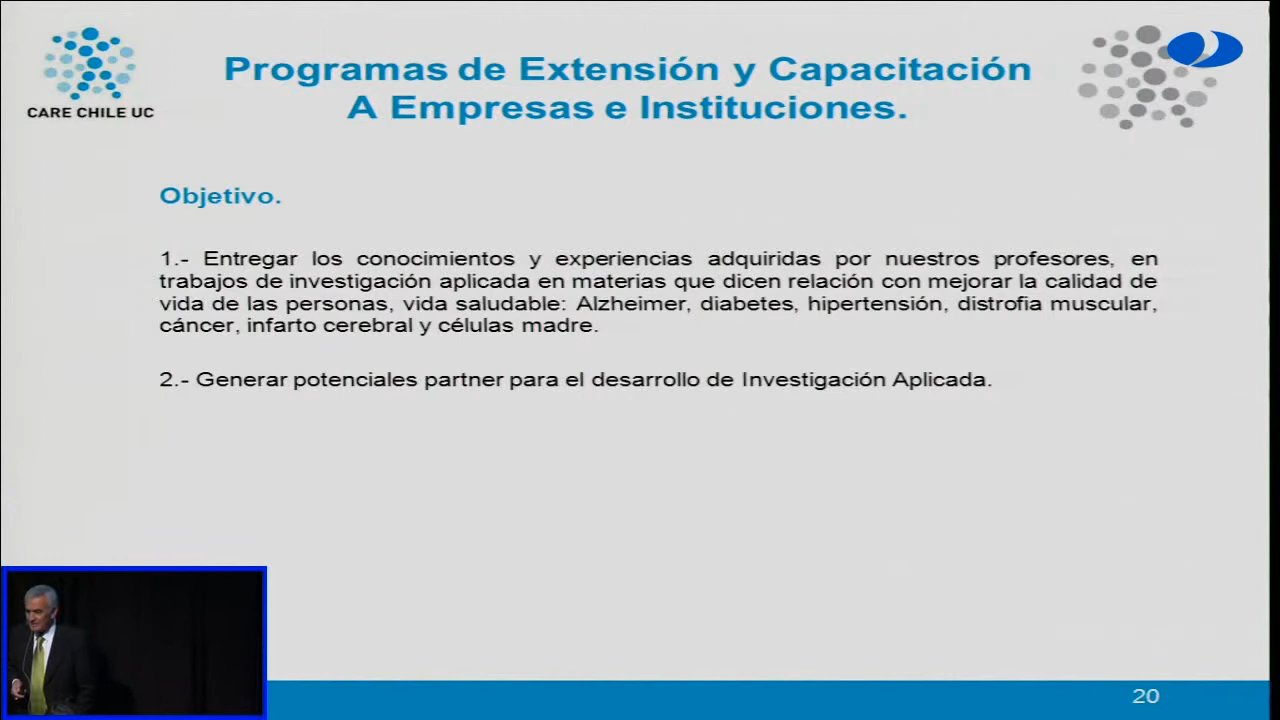 CARE CHILE UC
Programas de Extensión y Capacitación
A Empresas e Instituciones.
Objetivo.
1.- Entregar los conocimientos y experiencias adquiridas por nuestros profesores, en
trabajos de investigación aplicada en materias que dicen relación con mejorar la calidad de
vida de las personas, vida saludable: Alzheimer, diabetes, hipertensión, distrofia muscular,
cáncer, infarto cerebral y células madre.
2.- Generar potenciales partner para el desarrollo de Investigación Aplicada.
20